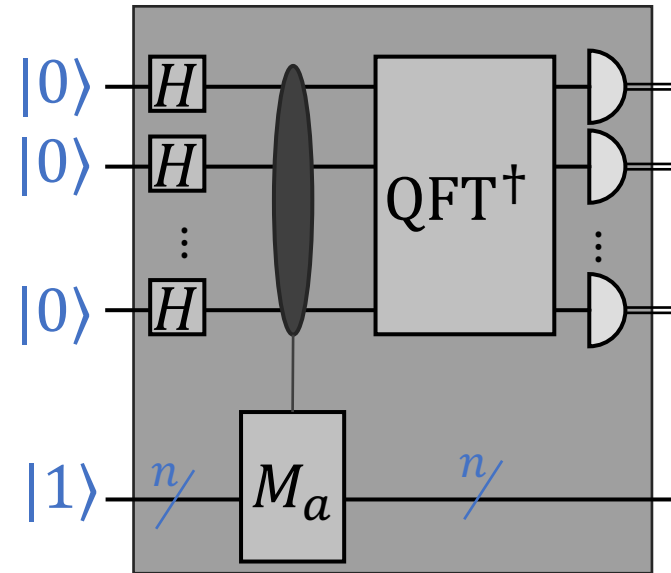 |0⟩ H
|0⟩ H
QFT†
⋮ ⋮
|0⟩ H
|1⟩ n M_a n